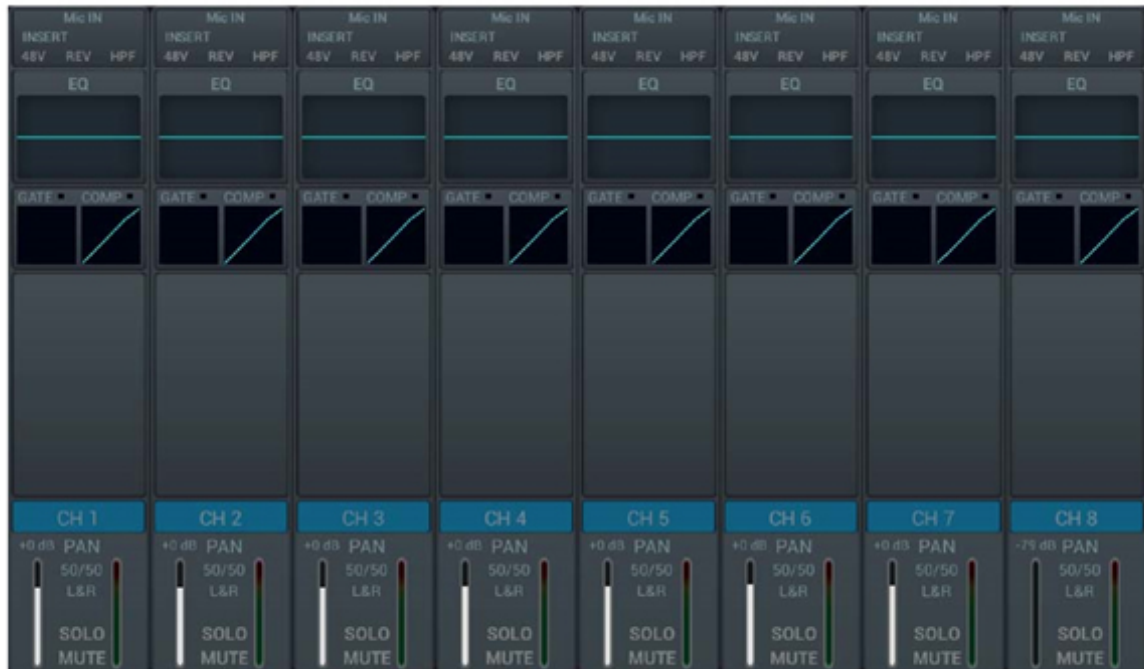 Mic IN Mic IN Mic IN Mic IN Mic IN Mic IN Mic IN Mic IN
INSERT INSERT INSERT INSERT INSERT INSERT INSERT INSERT
48V REV HPF 48V REV HPF 48V REV HPF 48V REV HPF 48V REV HPF 48V REV HPF 48V REV HPF 48V REV HPF
EQ EQ EQ EQ EQ EQ EQ EQ
GATE COMP GATE COMP GATE COMP GATE COMP GATE COMP GATE COMP GATE COMP GATE COMP
CH 1 CH 2 CH 3 CH 4 CH 5 CH 6 CH 7 CH 8
+0 dB PAN +0 dB PAN +0 dB PAN +0 dB PAN +0 dB PAN +0 dB PAN +0 dB PAN -79 dB PAN
50/50 50/50 50/50 50/50 50/50 50/50 50/50 50/50
L&R L&R L&R L&R L&R L&R L&R L&R
SOLO SOLO SOLO SOLO SOLO SOLO SOLO SOLO
MUTE MUTE MUTE MUTE MUTE MUTE MUTE MUTE